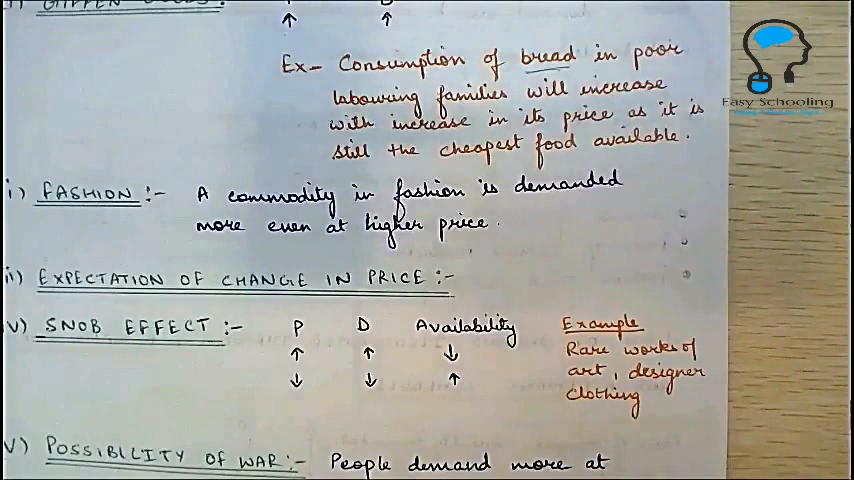 GIFFEN GOODS:-
↑ ↑
Ex- Consumption of bread in poor
labouring families will increase
with increase in its price as it is
still the cheapest food available.
Easy Schooling
i) FASHION :- A commodity in fashion is demanded
more even at higher price.
ii) EXPECTATION OF CHANGE IN PRICE:-
V) SNOB EFFECT :- P D Availability Example
↑ ↑ ↓ Rare works of
↓ ↓ ↑ art, designer
clothing
V) POSSIBILITY OF WAR:- People demand more at